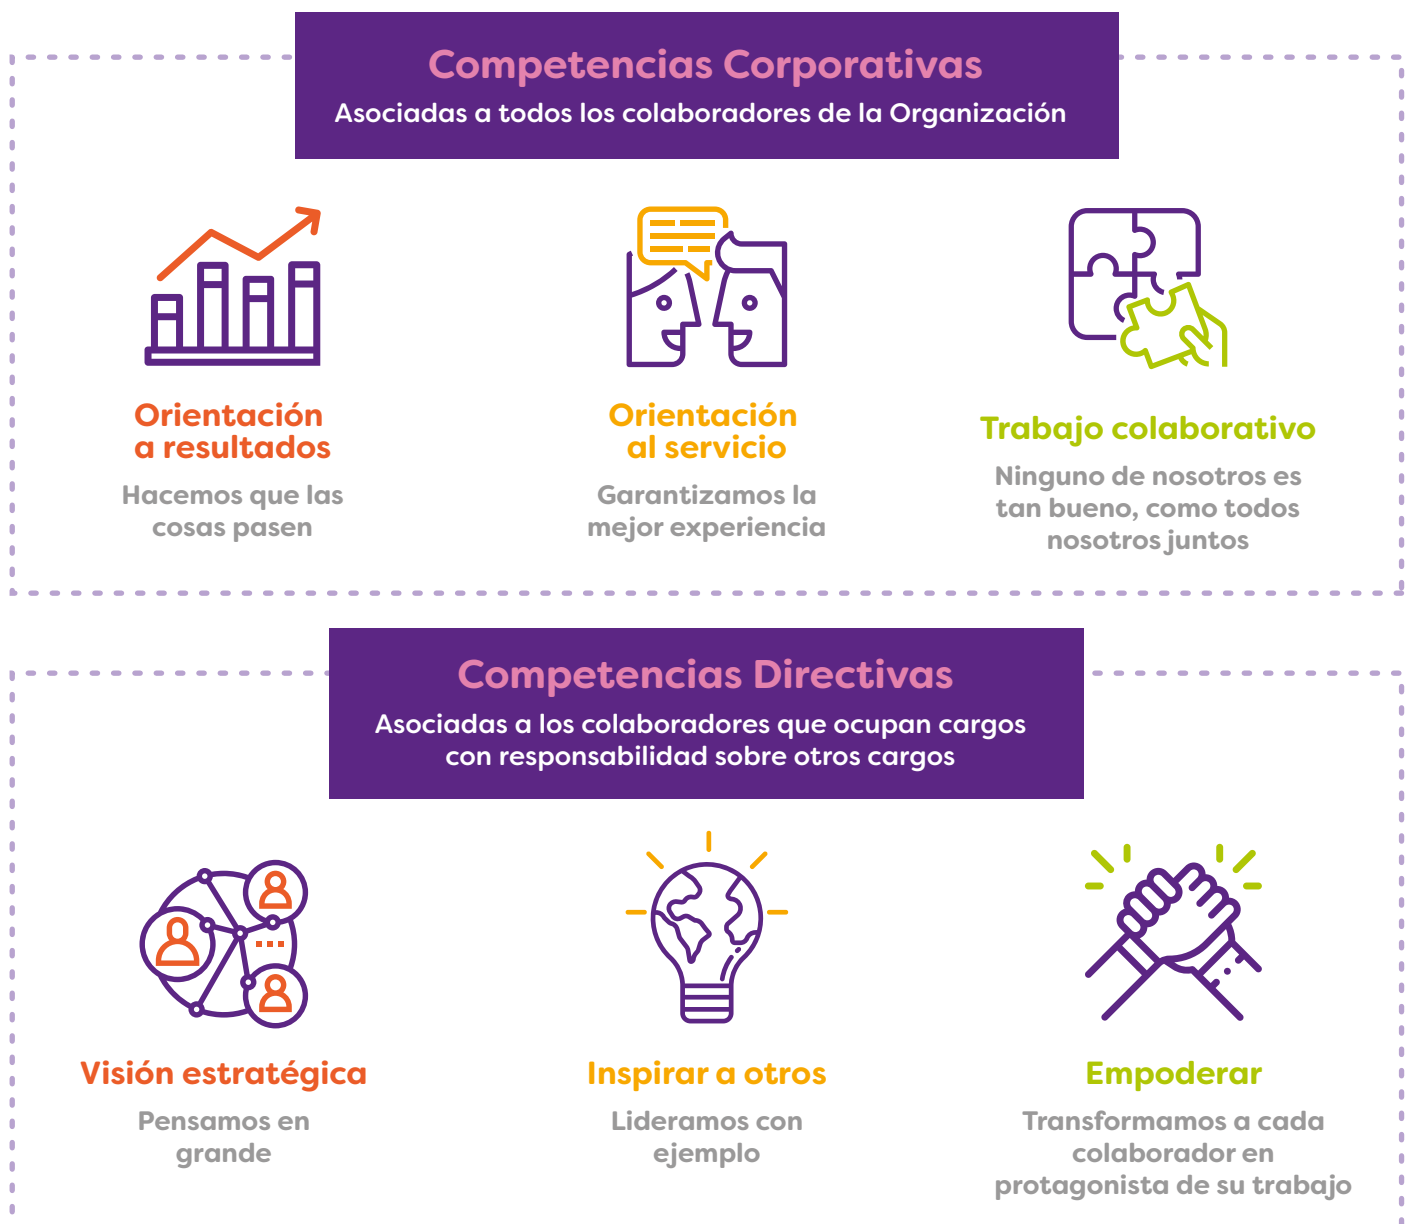 Competencias Corporativas
Asociadas a todos los colaboradores de la Organización
Orientación
a resultados
Hacemos que las
cosas pasen
Orientación
al servicio
Garantizamos la
mejor experiencia
Trabajo colaborativo
Ninguno de nosotros es
tan bueno, como todos
nosotros juntos
Competencias Directivas
Asociadas a los colaboradores que ocupan cargos
con responsabilidad sobre otros cargos
Visión estratégica
Pensamos en
grande
Inspirar a otros
Lideramos con
ejemplo
Empoderar
Transformamos a cada
colaborador en
protagonista de su trabajo